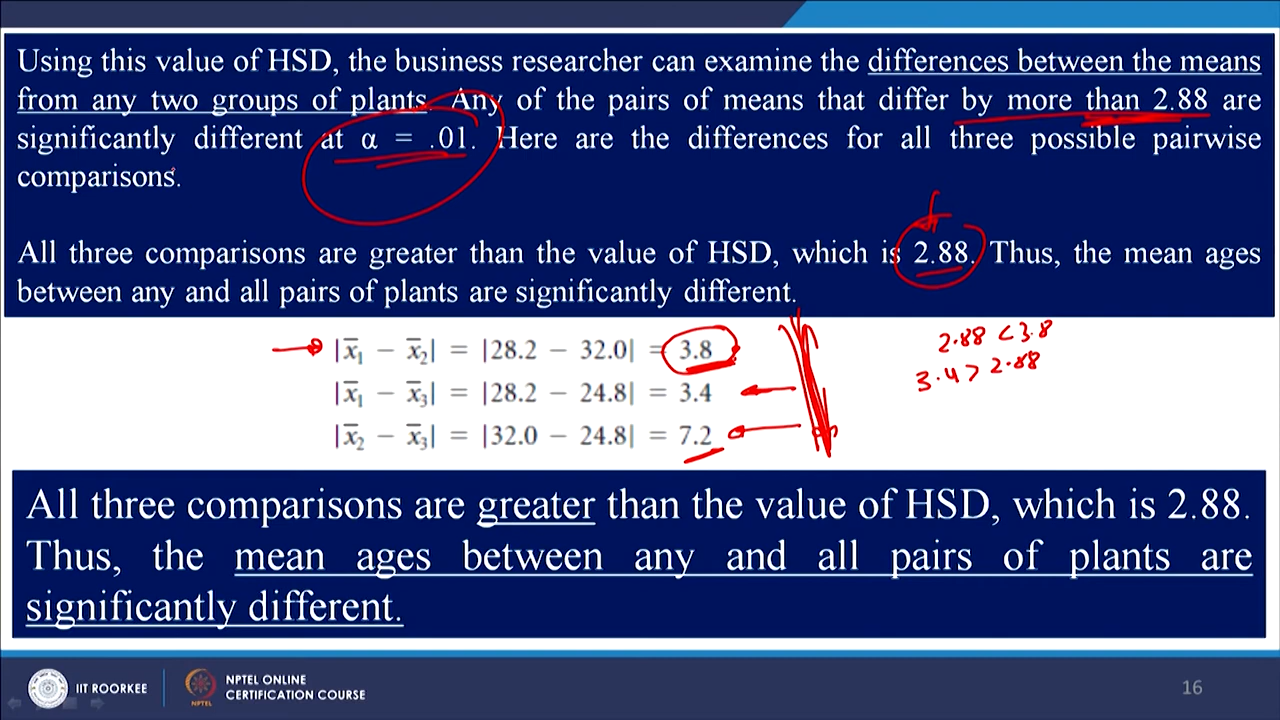 Using this value of HSD, the business researcher can examine the differences between the means
from any two groups of plants. Any of the pairs of means that differ by more than 2.88 are
significantly different at α = .01. Here are the differences for all three possible pairwise
comparisons.
All three comparisons are greater than the value of HSD, which is 2.88. Thus, the mean ages
between any and all pairs of plants are significantly different.
|x̅₁ − x̅₂| = |28.2 − 32.0| = 3.8
2.88 < 3.8
|x̅₁ − x̅₃| = |28.2 − 24.8| = 3.4
3.4 > 2.88
|x̅₂ − x̅₃| = |32.0 − 24.8| = 7.2
All three comparisons are greater than the value of HSD, which is 2.88.
Thus, the mean ages between any and all pairs of plants are
significantly different.
IIT ROORKEE
NPTEL
NPTEL ONLINE
CERTIFICATION COURSE
16